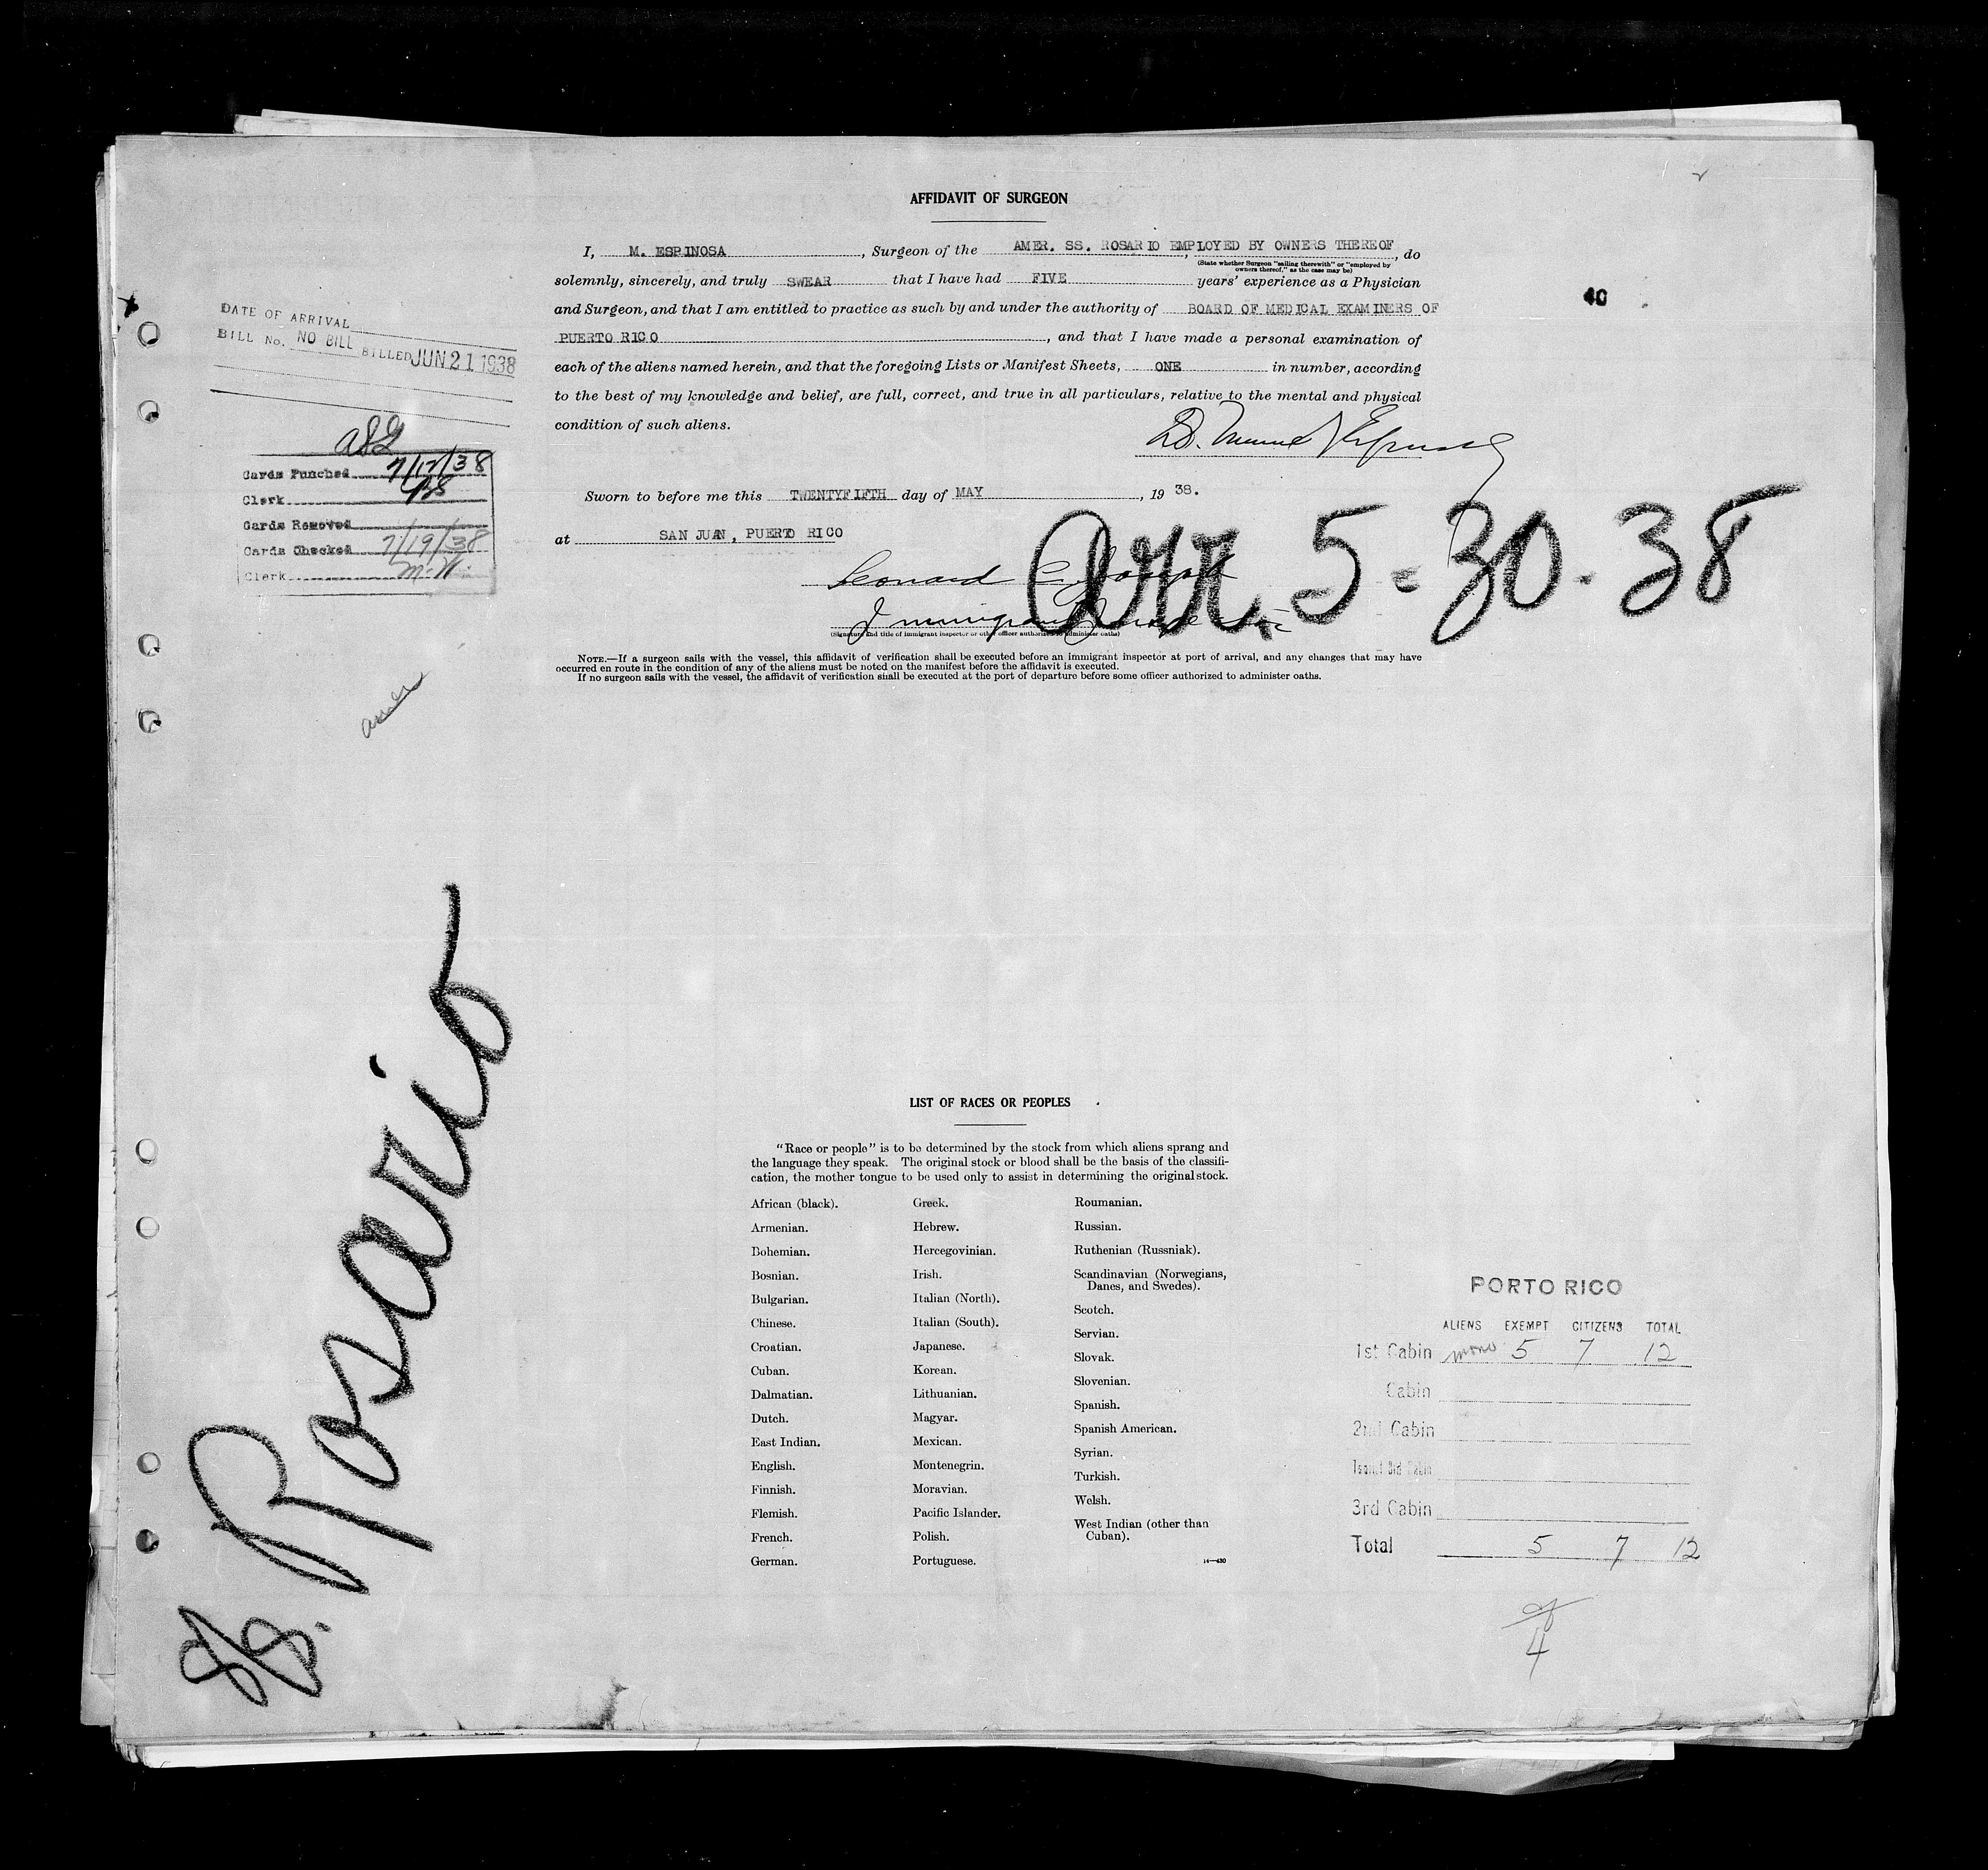 AFFIDAVIT OF SURGEON
I, M. ESPINOSA, Surgeon of the AMER. SS. ROSARIO, EMPLOYED BY OWNERS THEREOF, do
(State whether Surgeon "sailing therewith" or "employed by
owners thereof," as the case may be)
solemnly, sincerely, and truly SWEAR that I have had FIVE years' experience as a Physician
and Surgeon, and that I am entitled to practice as such by and under the authority of BOARD OF MEDICAL EXAMINERS OF
PUERTO RICO, and that I have made a personal examination of
each of the aliens named herein, and that the foregoing Lists or Manifest Sheets, ONE in number, according
to the best of my knowledge and belief, are full, correct, and true in all particulars, relative to the mental and physical
condition of such aliens.
Sworn to before me this TWENTYFIFTH day of MAY, 19 38.
at SAN JUAN, PUERTO RICO
Leonard
Immigrant Inspector
(Signature and title of immigrant inspector or other officer authorized to administer oaths)
NOTE.—If a surgeon sails with the vessel, this affidavit of verification shall be executed before an immigrant inspector at port of arrival, and any changes that may have
occurred en route in the condition of any of the aliens must be noted on the manifest before the affidavit is executed.
If no surgeon sails with the vessel, the affidavit of verification shall be executed at the port of departure before some officer authorized to administer oaths.
Arr. 5-30-38
40
DATE OF ARRIVAL
BILL No. NO BILL BILLED JUN 21 1938
Cards Punched 7/17/38
Clerk
Cards Removed
Cards Checked 7/19/38
Clerk M.W.
S/S. Rosario
LIST OF RACES OR PEOPLES
"Race or people" is to be determined by the stock from which aliens sprang and
the language they speak. The original stock or blood shall be the basis of the classifi-
cation, the mother tongue to be used only to assist in determining the original stock.
African (black).
Armenian.
Bohemian.
Bosnian.
Bulgarian.
Chinese.
Croatian.
Cuban.
Dalmatian.
Dutch.
East Indian.
English.
Finnish.
Flemish.
French.
German.
Greek.
Hebrew.
Hercegovinian.
Irish.
Italian (North).
Italian (South).
Japanese.
Korean.
Lithuanian.
Magyar.
Mexican.
Montenegrin.
Moravian.
Pacific Islander.
Polish.
Portuguese.
Roumanian.
Russian.
Ruthenian (Russniak).
Scandinavian (Norwegians,
Danes, and Swedes).
Scotch.
Servian.
Slovak.
Slovenian.
Spanish.
Spanish American.
Syrian.
Turkish.
Welsh.
West Indian (other than
Cuban).
14—430
PORTO RICO
ALIENS EXEMPT CITIZENS TOTAL
1st Cabin none 5 7 12
Cabin
2nd Cabin
3rd Cabin
Total 5 7 12
4